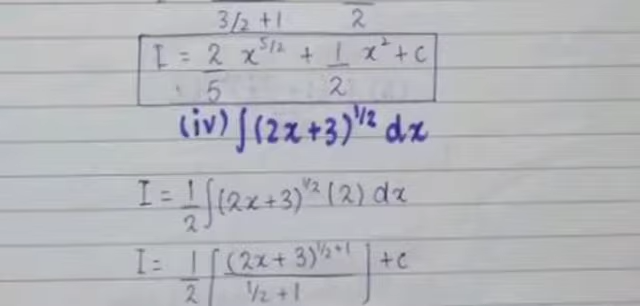 3/2 + 1 2
I = 2/5 x^5/2 + 1/2 x² + c
(iv) ∫(2x+3)^1/2 dx
I = 1/2 ∫(2x+3)^1/2 (2) dx
I = 1/2 [(2x+3)^1/2+1 / 1/2 + 1] + c